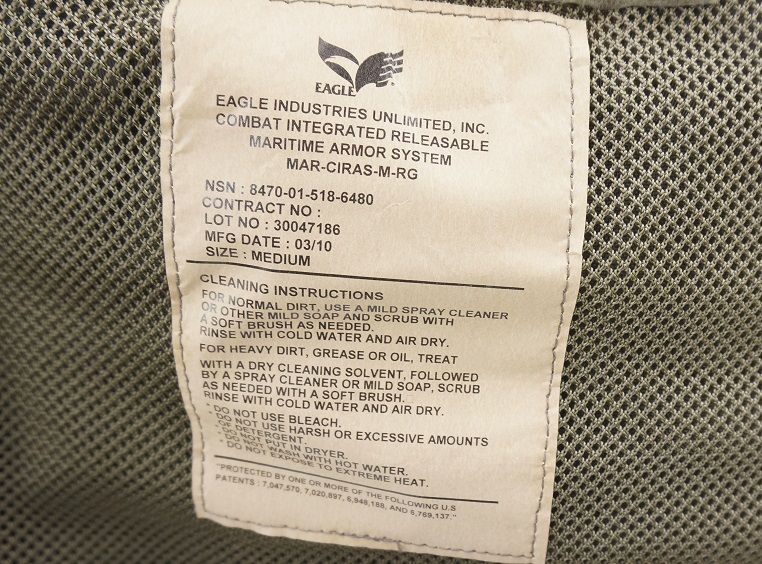 EAGLE
EAGLE INDUSTRIES UNLIMITED, INC.
COMBAT INTEGRATED RELEASABLE
MARITIME ARMOR SYSTEM
MAR-CIRAS-M-RG
NSN : 8470-01-518-6480
CONTRACT NO :
LOT NO : 30047186
MFG DATE : 03/10
SIZE : MEDIUM
CLEANING INSTRUCTIONS
FOR NORMAL DIRT, USE A MILD SPRAY CLEANER
OR OTHER MILD SOAP AND SCRUB WITH
A SOFT BRUSH AS NEEDED.
RINSE WITH COLD WATER AND AIR DRY.
FOR HEAVY DIRT, GREASE OR OIL, TREAT
WITH A DRY CLEANING SOLVENT, FOLLOWED
BY A SPRAY CLEANER OR MILD SOAP, SCRUB
AS NEEDED WITH A SOFT BRUSH.
RINSE WITH COLD WATER AND AIR DRY.
* DO NOT USE BLEACH.
* DO NOT USE HARSH OR EXCESSIVE AMOUNTS
OF DETERGENT.
* DO NOT PUT IN DRYER.
* DO NOT WASH WITH HOT WATER.
* DO NOT EXPOSE TO EXTREME HEAT.
"PROTECTED BY ONE OR MORE OF THE FOLLOWING U.S
PATENTS : 7,047,570, 7,020,897, 6,948,188, AND 6,769,137."